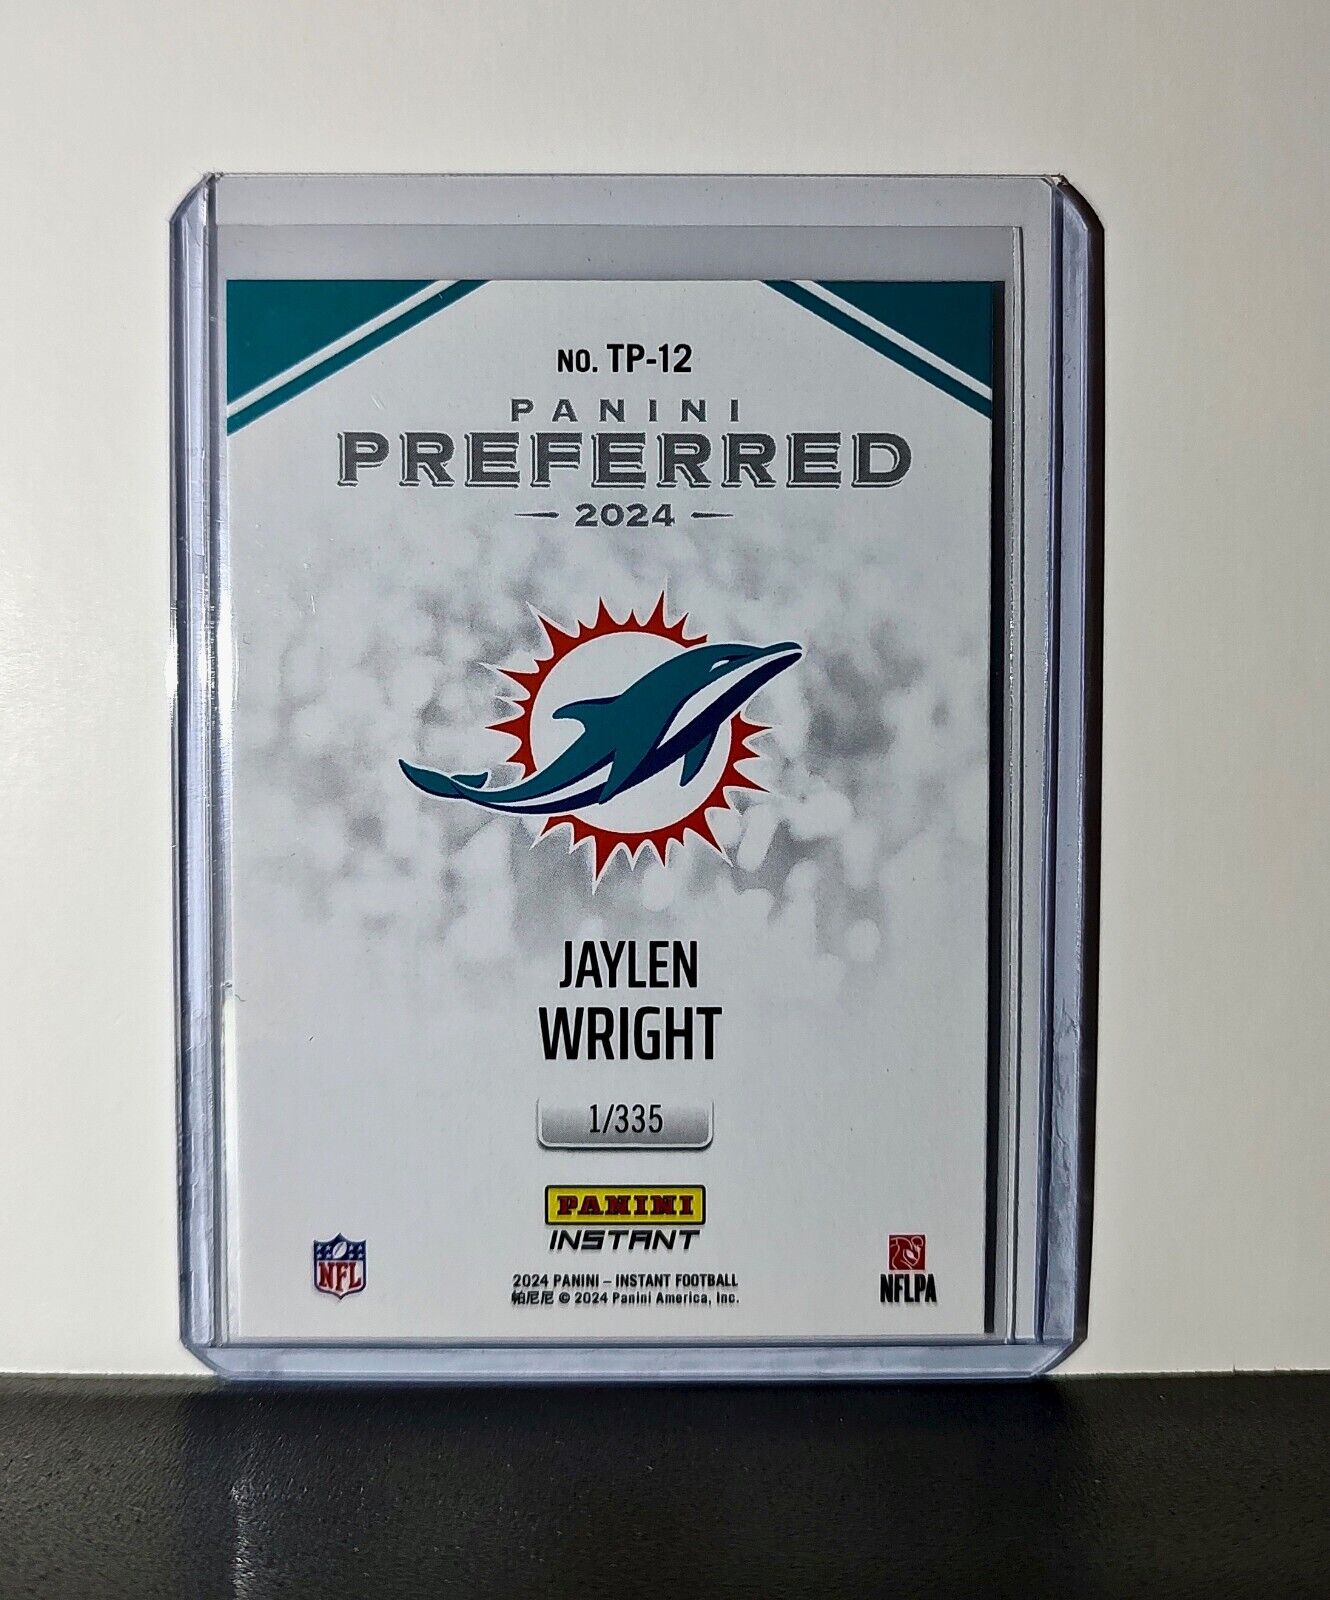 NO. TP-12
PANINI
PREFERRED
2024
JAYLEN
WRIGHT
1/335
PANINI
INSTANT
NFL
NFLPA
2024 PANINI – INSTANT FOOTBALL
帕尼尼 © 2024 Panini America, Inc.